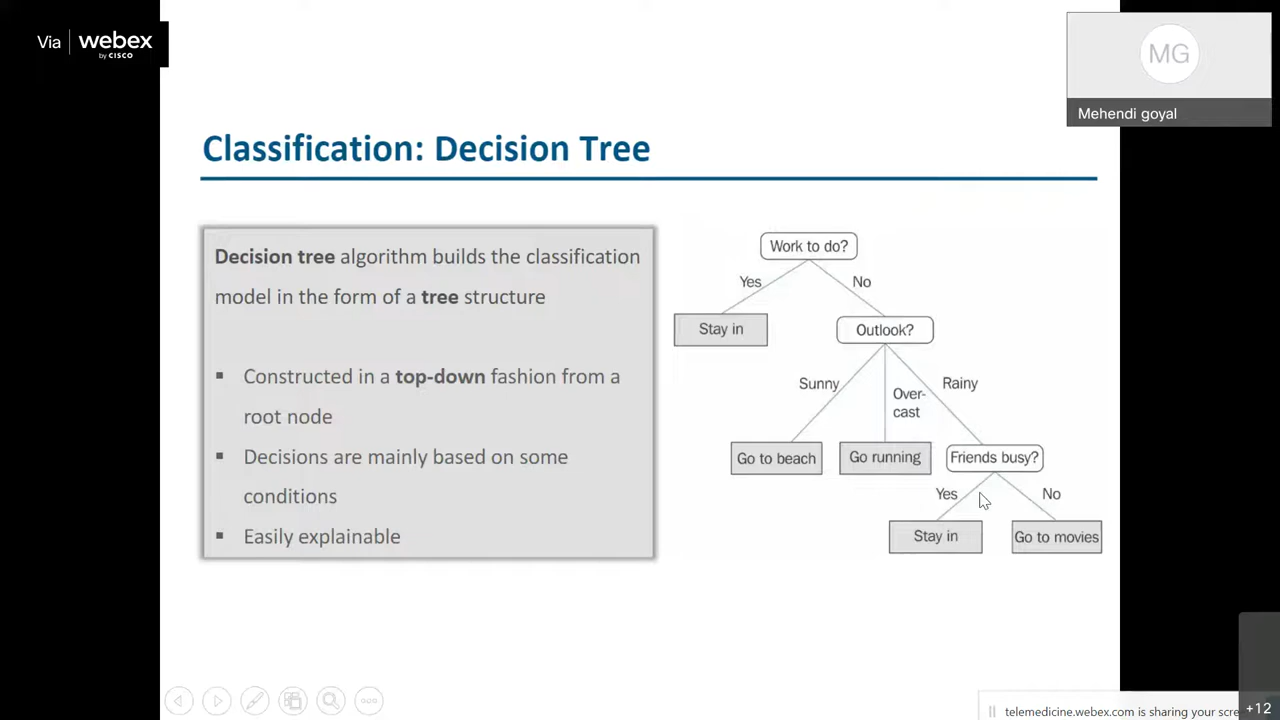 Via webex
by CISCO
MG
Mehendi goyal
Classification: Decision Tree
Decision tree algorithm builds the classification
model in the form of a tree structure
▪ Constructed in a top-down fashion from a
root node
▪ Decisions are mainly based on some
conditions
▪ Easily explainable
Work to do?
Yes
No
Stay in
Outlook?
Sunny
Over-
cast
Rainy
Go to beach
Go running
Friends busy?
Yes
No
Stay in
Go to movies
telemedicine.webex.com is sharing your scre
+12